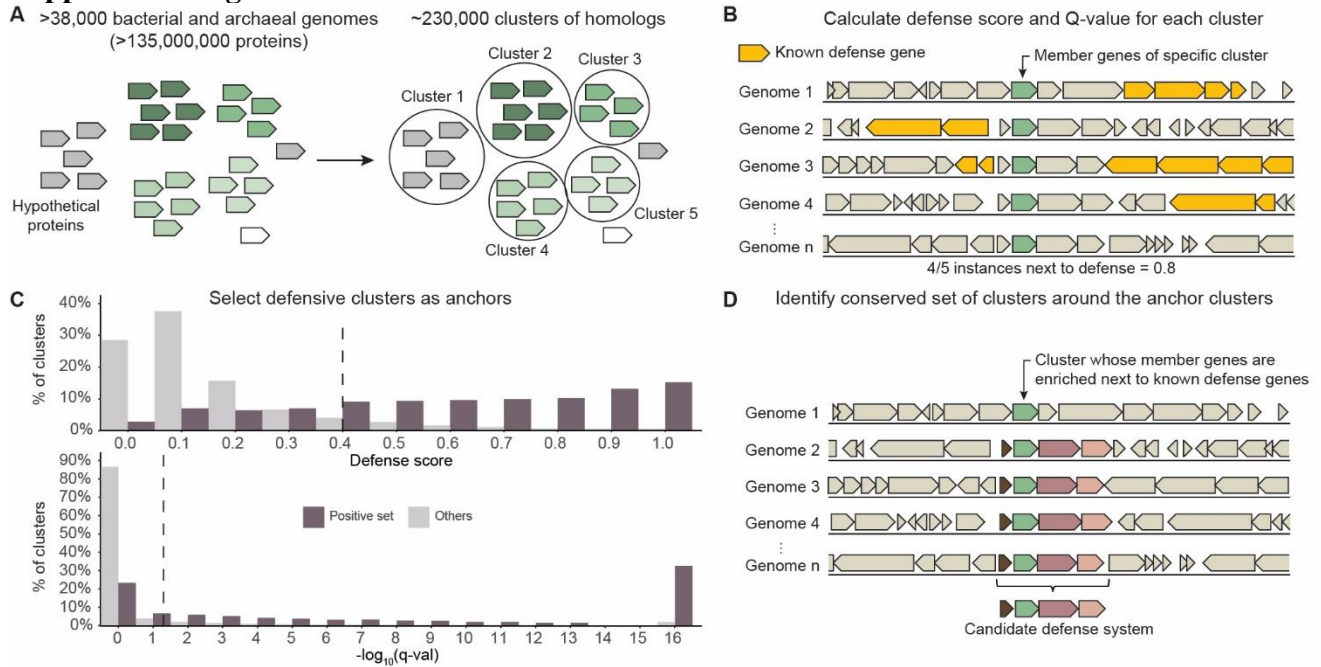 A
>38,000 bacterial and archaeal genomes
(>135,000,000 proteins)
~230,000 clusters of homologs
Cluster 1
Cluster 2
Cluster 3
Cluster 4
Cluster 5
Hypothetical
proteins
B
Calculate defense score and Q-value for each cluster
Known defense gene
Member genes of specific cluster
Genome 1
Genome 2
Genome 3
Genome 4
⋮
Genome n
4/5 instances next to defense = 0.8
C
Select defensive clusters as anchors
% of clusters
40%
30%
20%
10%
0%
0.0 0.1 0.2 0.3 0.4 0.5 0.6 0.7 0.8 0.9 1.0
Defense score
% of clusters
90%
80%
70%
60%
50%
40%
30%
20%
10%
0%
Positive set
Others
0 1 2 3 4 5 6 7 8 9 10 11 12 13 14 15 16
-log10(q-val)
D
Identify conserved set of clusters around the anchor clusters
Cluster whose member genes are
enriched next to known defense genes
Genome 1
Genome 2
Genome 3
Genome 4
⋮
Genome n
Candidate defense system